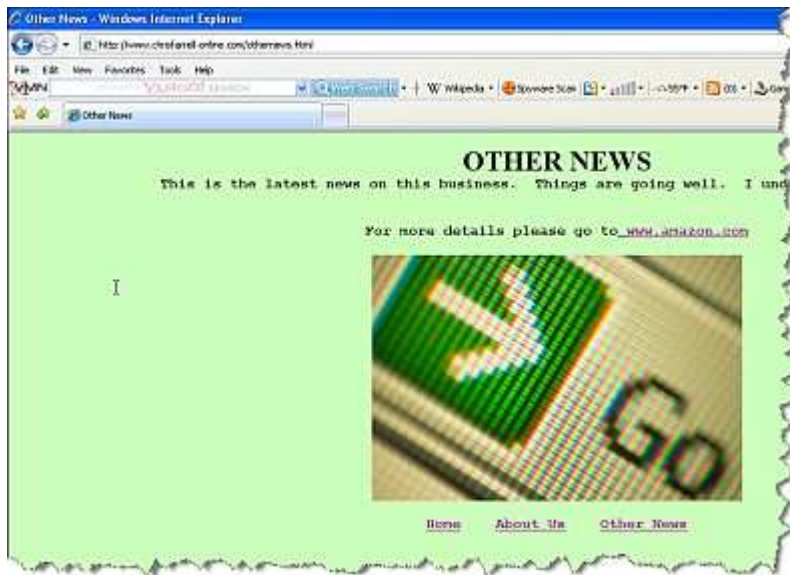 Other News - Windows Internet Explorer
http://www.chrisfarrell-online.com/othernews.html
File Edit View Favorites Tools Help
Web Search W Wikipedia Spyware Scan
Other News
OTHER NEWS
This is the latest news on this business. Things are going well. I und
For more details please go to www.amazon.com
Go
Home About Us Other News